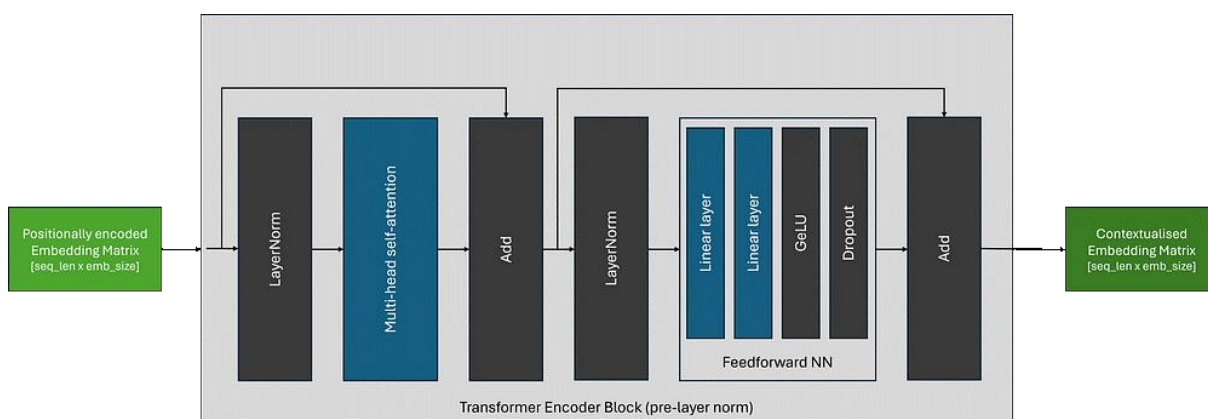 Positionally encoded
Embedding Matrix
[seq_len x emb_size]
LayerNorm
Multi-head self-attention
Add
LayerNorm
Linear layer
Linear layer
GeLU
Dropout
Feedforward NN
Add
Contextualised
Embedding Matrix
[seq_len x emb_size]
Transformer Encoder Block (pre-layer norm)